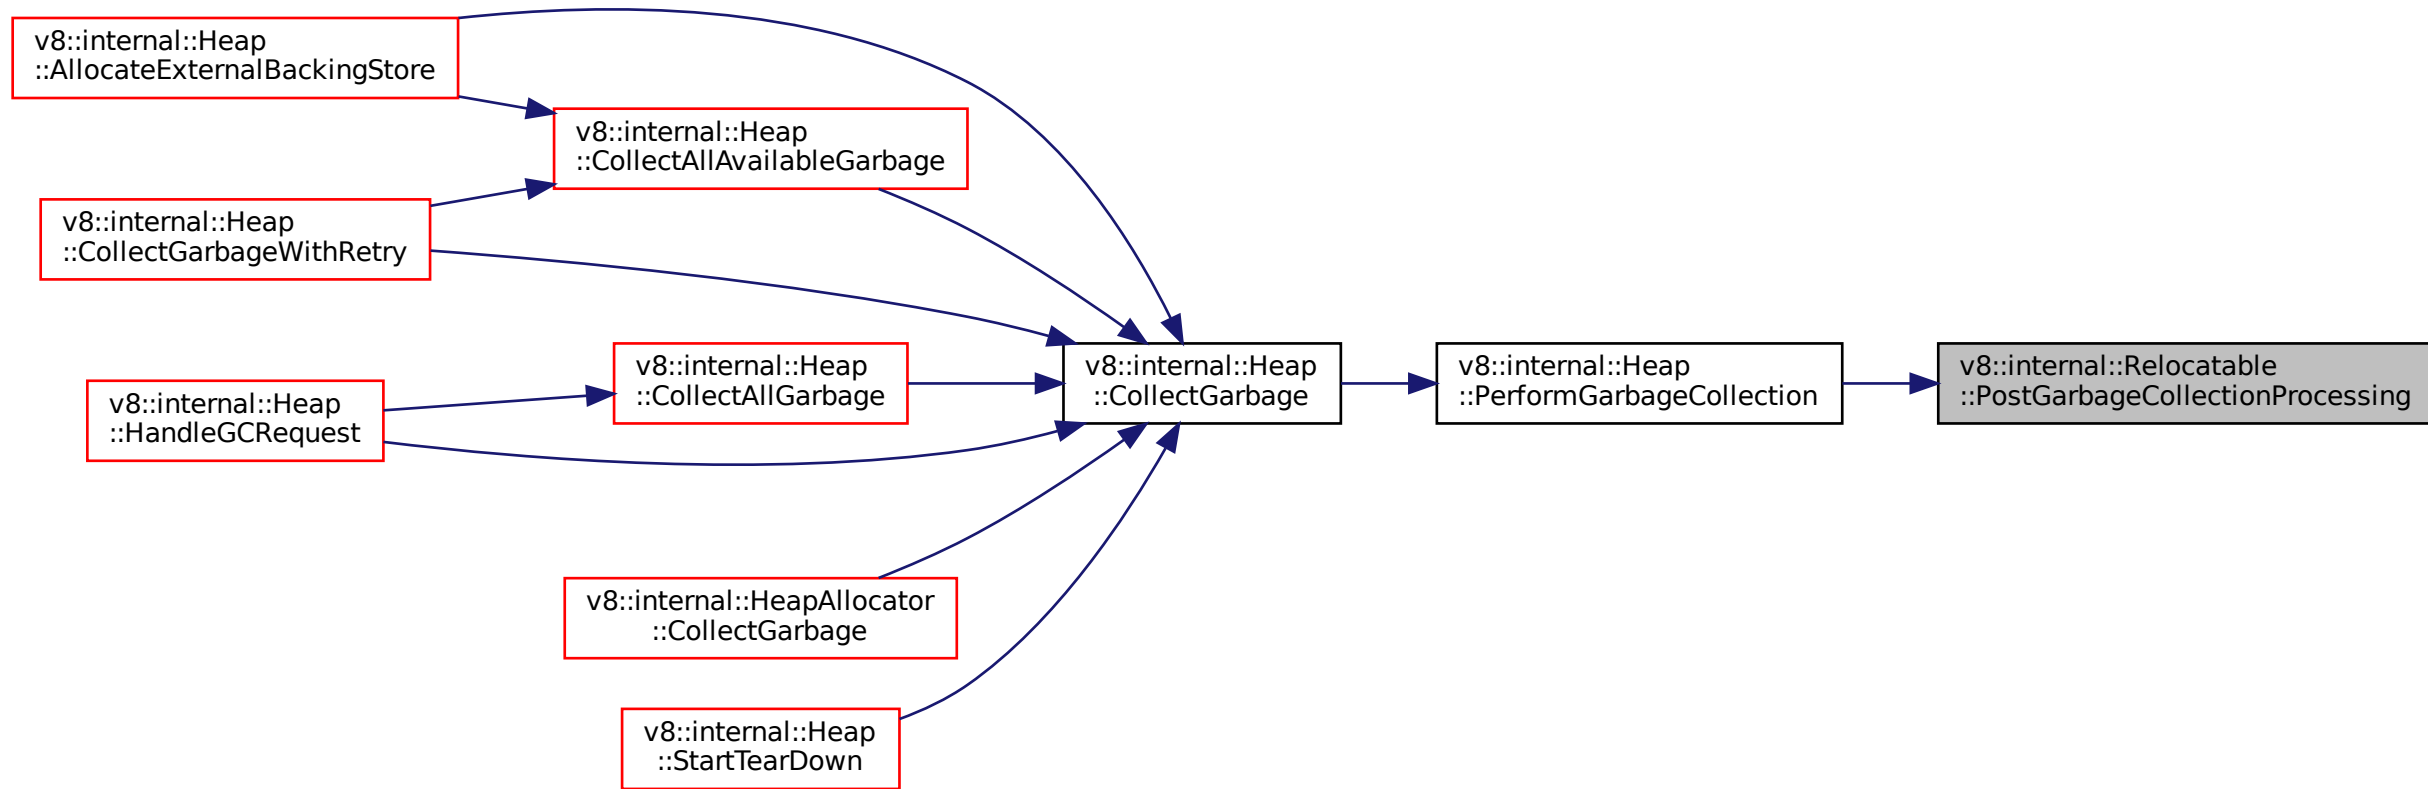 v8::internal::Heap
::AllocateExternalBackingStore
v8::internal::Heap
::CollectAllAvailableGarbage
v8::internal::Heap
::CollectGarbageWithRetry
v8::internal::Heap
::CollectAllGarbage
v8::internal::Heap
::HandleGCRequest
v8::internal::Heap
::CollectGarbage
v8::internal::Heap
::PerformGarbageCollection
v8::internal::Relocatable
::PostGarbageCollectionProcessing
v8::internal::HeapAllocator
::CollectGarbage
v8::internal::Heap
::StartTearDown